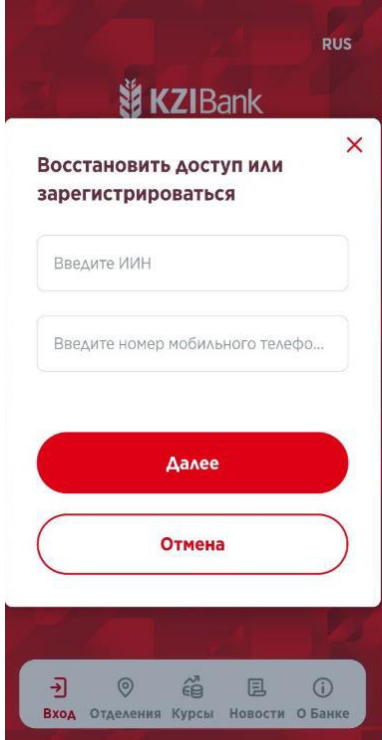 RUS
KZIBank
Восстановить доступ или
зарегистрироваться
Введите ИИН
Введите номер мобильного телефо...
Далее
Отмена
Вход Отделения Курсы Новости О Банке